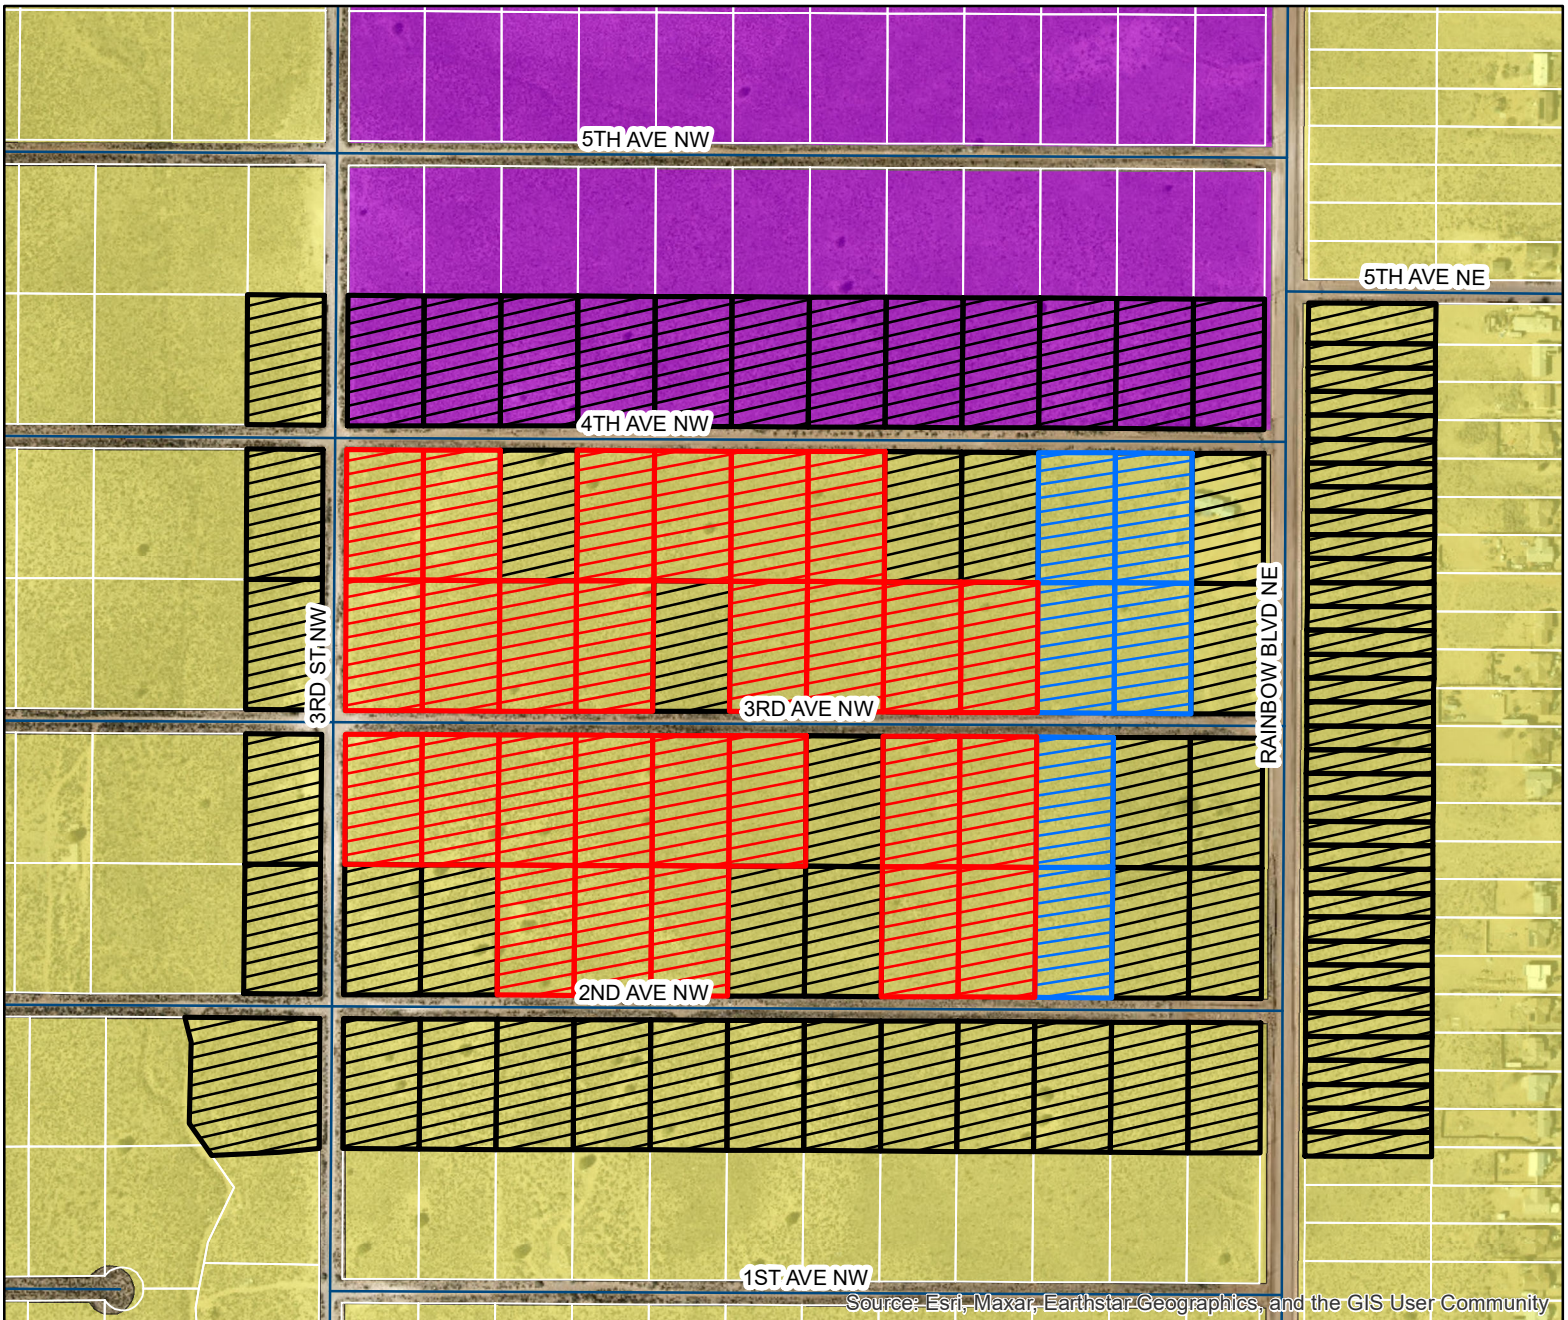 5TH AVE NW
5TH AVE NE
4TH AVE NW
3RD ST NW
RAINBOW BLVD NE
3RD AVE NW
2ND AVE NW
1ST AVE NW
Source: Esri, Maxar, Earthstar Geographics, and the GIS User Community